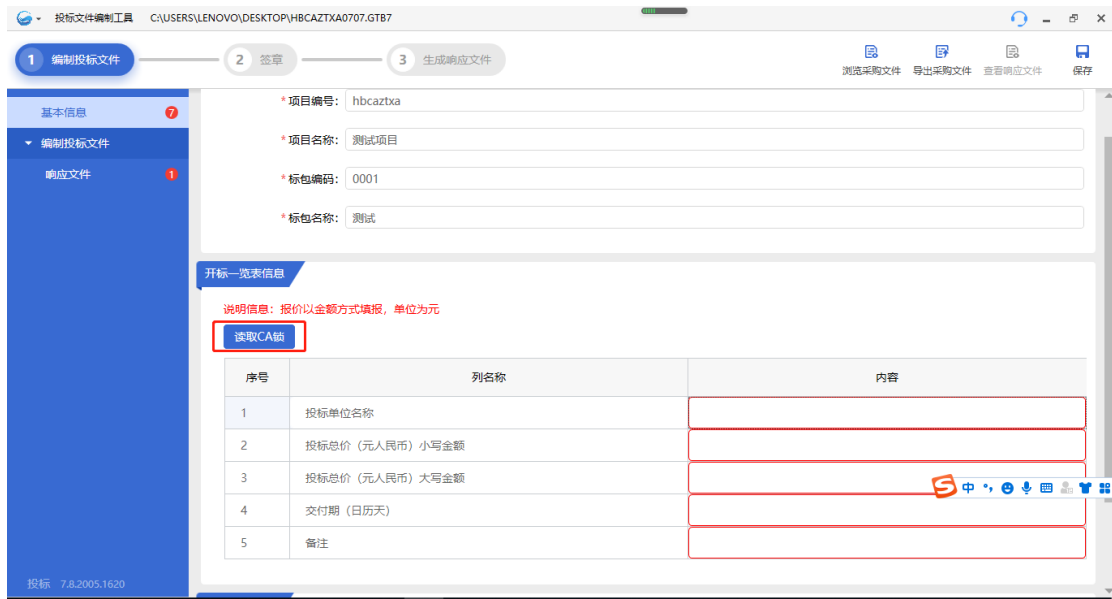 投标文件编制工具 C:\USERS\LENOVO\DESKTOP\HBCAZTXA0707.GTB7
1 编制投标文件 2 签章 3 生成响应文件
浏览采购文件 导出采购文件 查看响应文件 保存
基本信息 7
编制投标文件
响应文件 1
*项目编号: hbcaztxa
*项目名称: 测试项目
*标包编码: 0001
*标包名称: 测试
开标一览表信息
说明信息：报价以金额方式填报，单位为元
读取CA锁
序号 列名称 内容
1 投标单位名称
2 投标总价（元人民币）小写金额
3 投标总价（元人民币）大写金额
4 交付期（日历天）
5 备注
S 中
投标 7.8.2005.1620